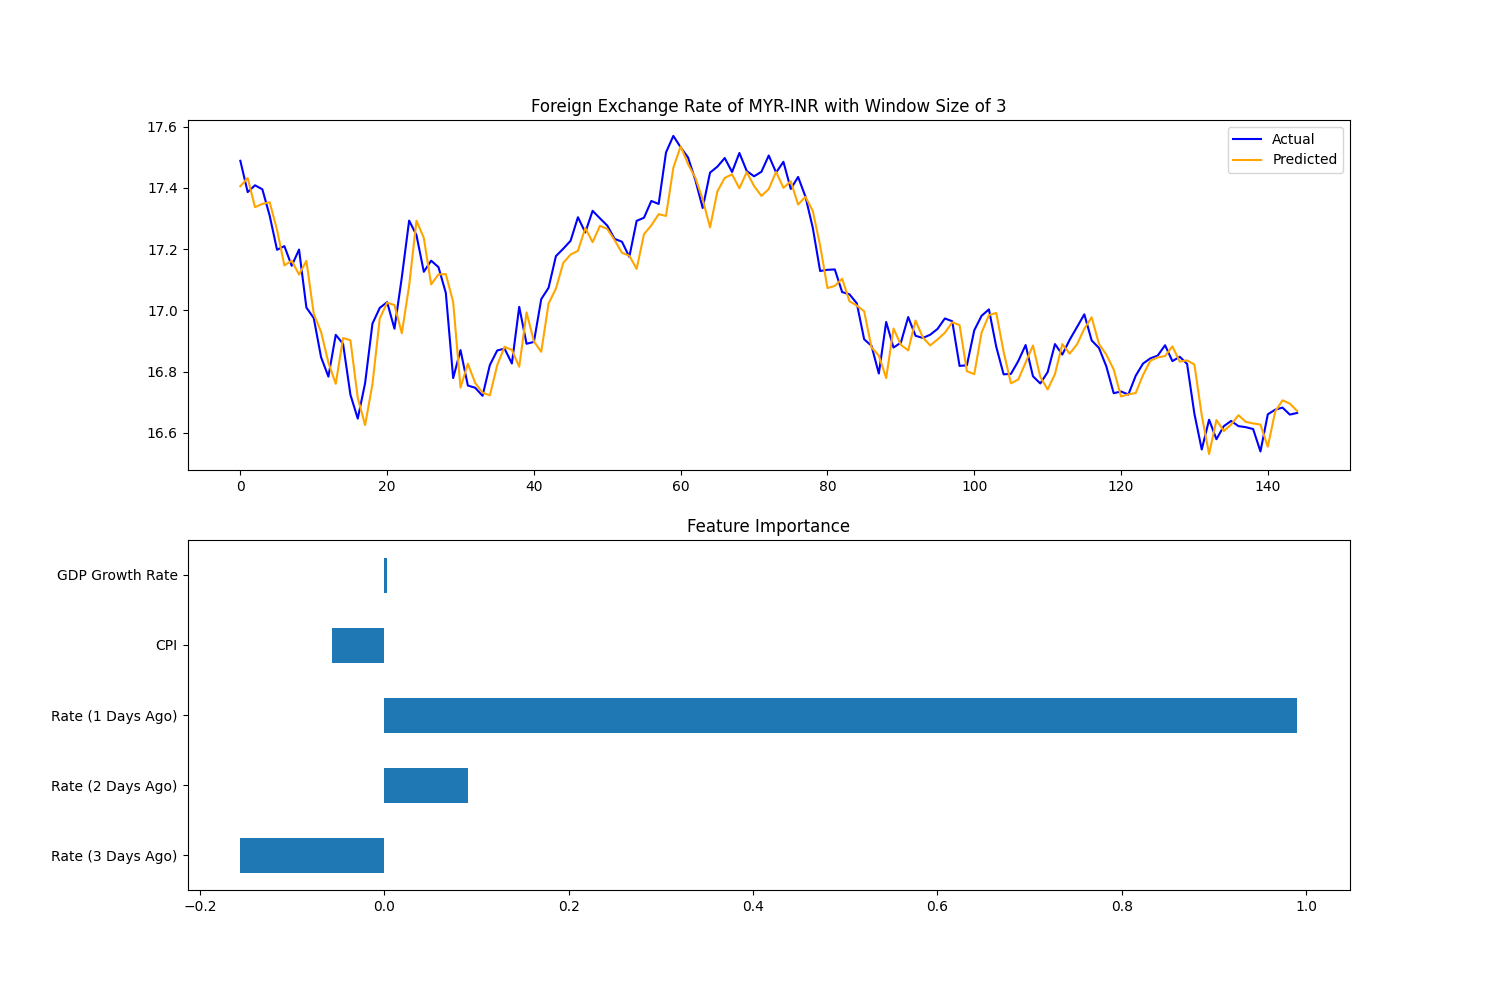 Foreign Exchange Rate of MYR-INR with Window Size of 3
17.6
17.4
17.2
17.0
16.8
16.6
Actual
Predicted
0 20 40 60 80 100 120 140
Feature Importance
GDP Growth Rate
CPI
Rate (1 Days Ago)
Rate (2 Days Ago)
Rate (3 Days Ago)
−0.2 0.0 0.2 0.4 0.6 0.8 1.0